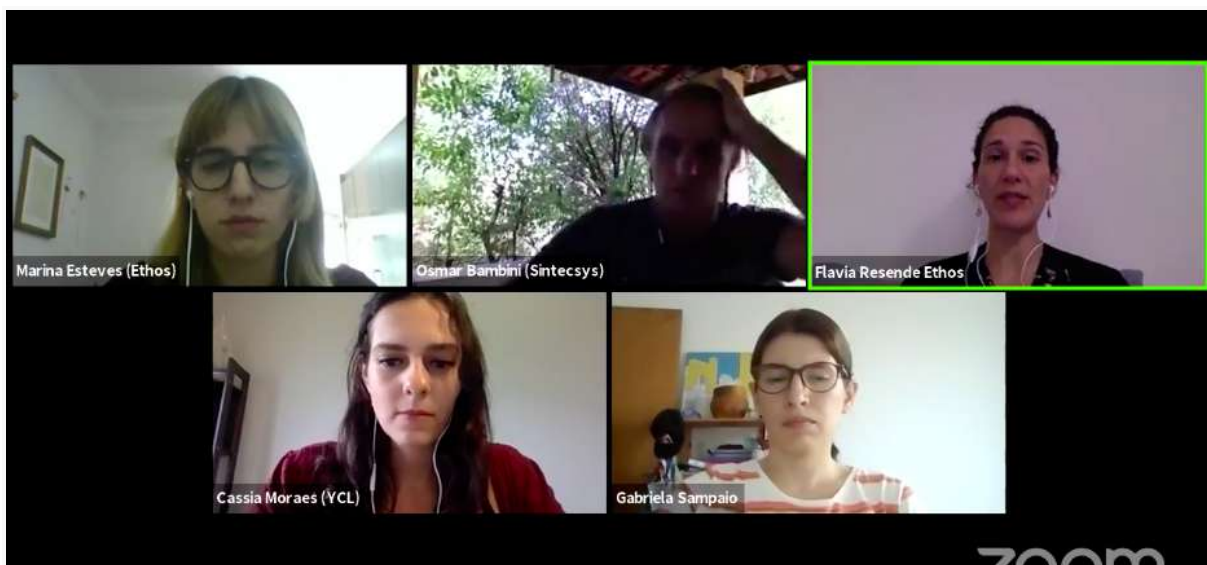 Marina Esteves (Ethos)
Osmar Bambini (Sintecsys)
Flavia Resende Ethos
Cassia Moraes (YCL)
Gabriela Sampaio
zoom